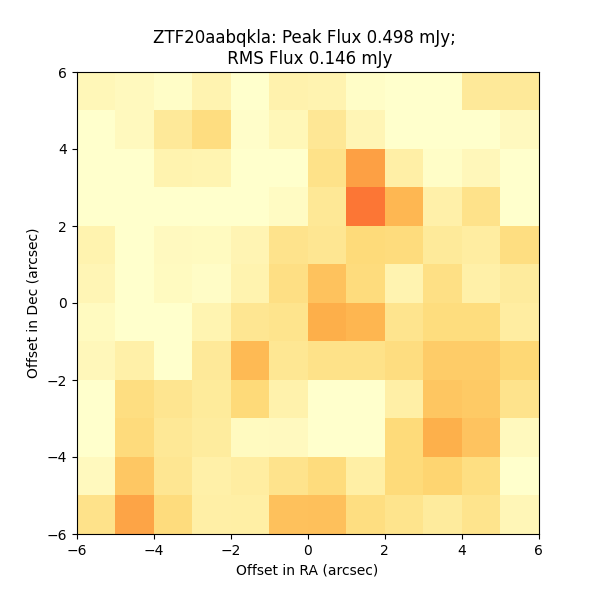 ZTF20aabqkla: Peak Flux 0.498 mJy;
RMS Flux 0.146 mJy
6
4
2
0
−2
−4
−6
Offset in Dec (arcsec)
−6 −4 −2 0 2 4 6
Offset in RA (arcsec)